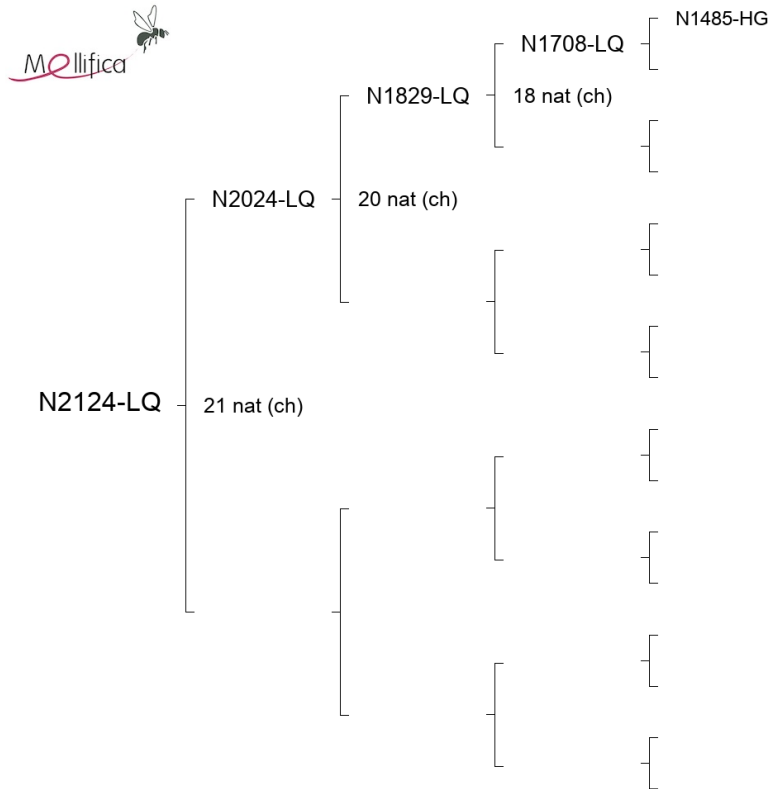 Mellifica
N1485-HG
N1708-LQ
N1829-LQ
18 nat (ch)
N2024-LQ
20 nat (ch)
N2124-LQ
21 nat (ch)